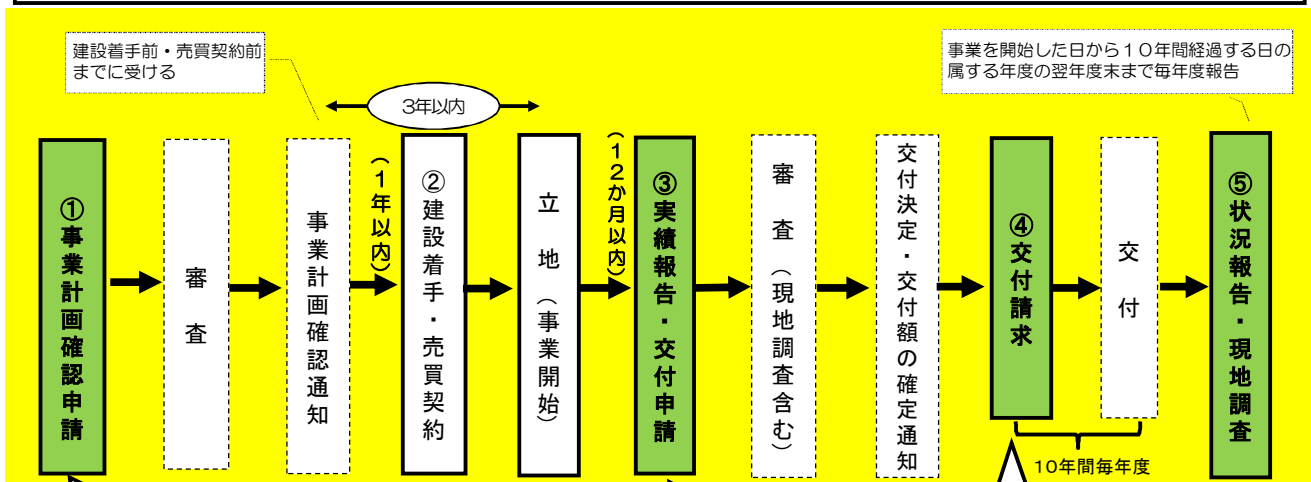 建設着手前・売買契約前
までに受ける
事業を開始した日から１０年間経過する日の
属する年度の翌年度末まで毎年度報告
3年以内
①事業計画確認申請
審査
事業計画確認通知
（１年以内）
②建設着手・売買契約
立地（事業開始）
（１２か月以内）
③実績報告・交付申請
審査（現地調査含む）
交付決定・交付額の確定通知
④交付請求
交付
10年間毎年度
⑤状況報告・現地調査